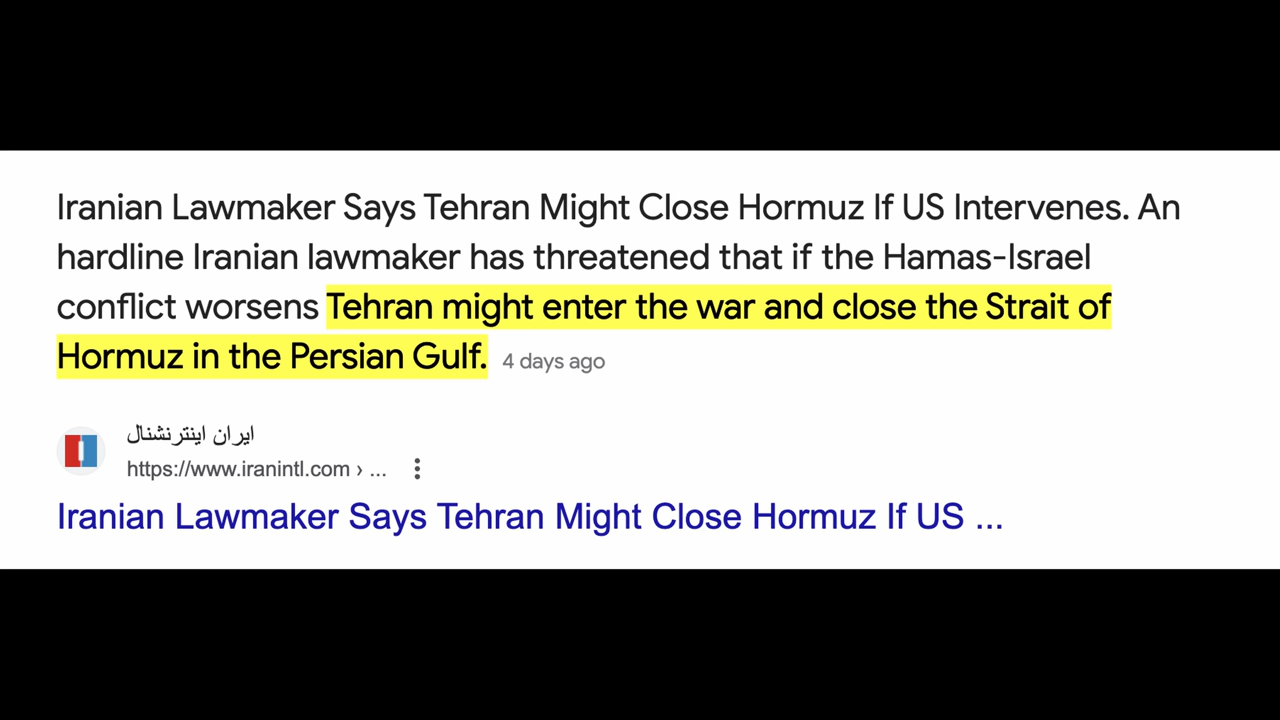 Iranian Lawmaker Says Tehran Might Close Hormuz If US Intervenes. An
hardline Iranian lawmaker has threatened that if the Hamas-Israel
conflict worsens Tehran might enter the war and close the Strait of
Hormuz in the Persian Gulf. 4 days ago
ایران اینترنشنال
https://www.iranintl.com › ...
Iranian Lawmaker Says Tehran Might Close Hormuz If US ...